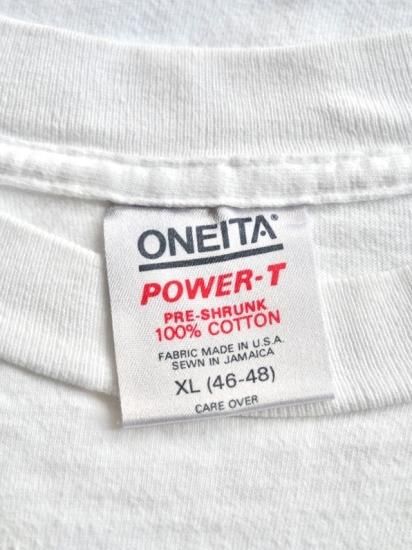 ONEITA®
POWER-T
PRE-SHRUNK
100% COTTON
FABRIC MADE IN U.S.A.
SEWN IN JAMAICA
XL (46-48)
CARE OVER